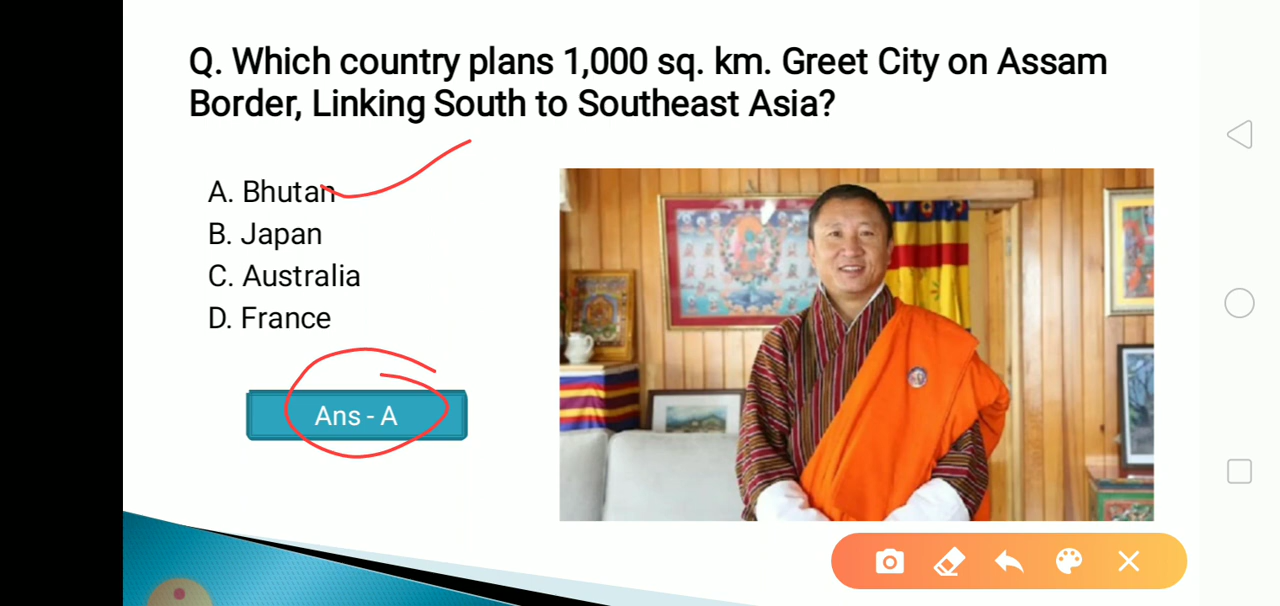 Q. Which country plans 1,000 sq. km. Greet City on Assam
Border, Linking South to Southeast Asia?
A. Bhutan
B. Japan
C. Australia
D. France
Ans - A